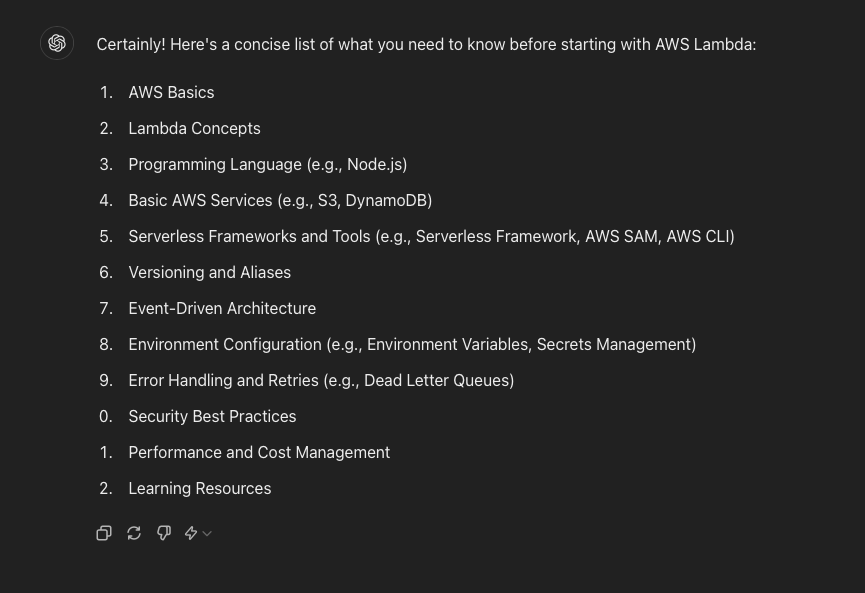 Certainly! Here's a concise list of what you need to know before starting with AWS Lambda:
1. AWS Basics
2. Lambda Concepts
3. Programming Language (e.g., Node.js)
4. Basic AWS Services (e.g., S3, DynamoDB)
5. Serverless Frameworks and Tools (e.g., Serverless Framework, AWS SAM, AWS CLI)
6. Versioning and Aliases
7. Event-Driven Architecture
8. Environment Configuration (e.g., Environment Variables, Secrets Management)
9. Error Handling and Retries (e.g., Dead Letter Queues)
0. Security Best Practices
1. Performance and Cost Management
2. Learning Resources